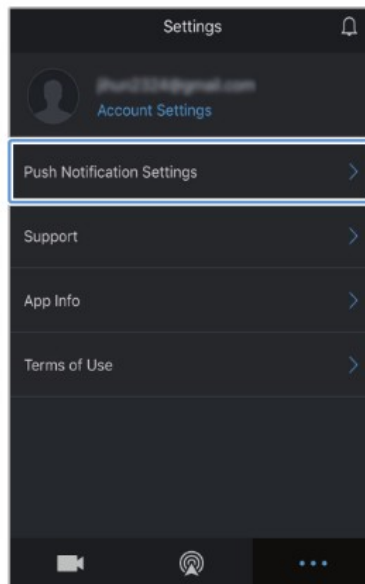 Settings
Account Settings
Push Notification Settings
Support
App Info
Terms of Use